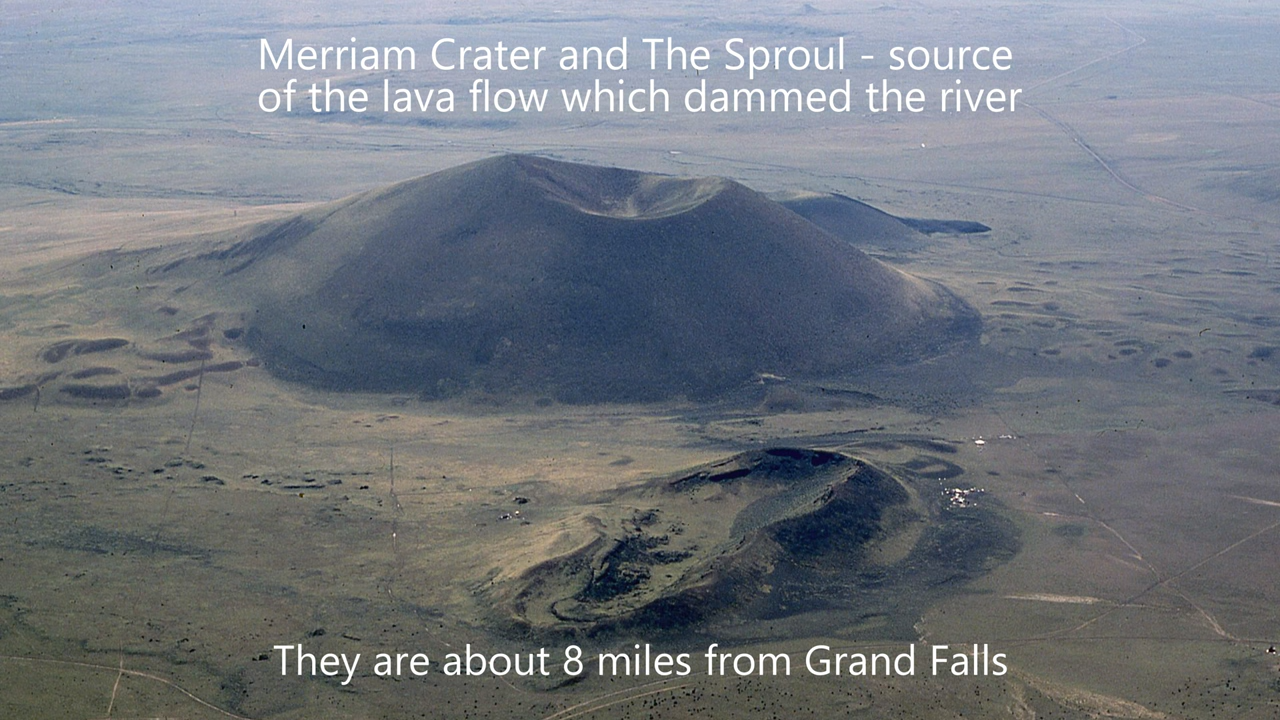 Merriam Crater and The Sproul - source
of the lava flow which dammed the river
They are about 8 miles from Grand Falls